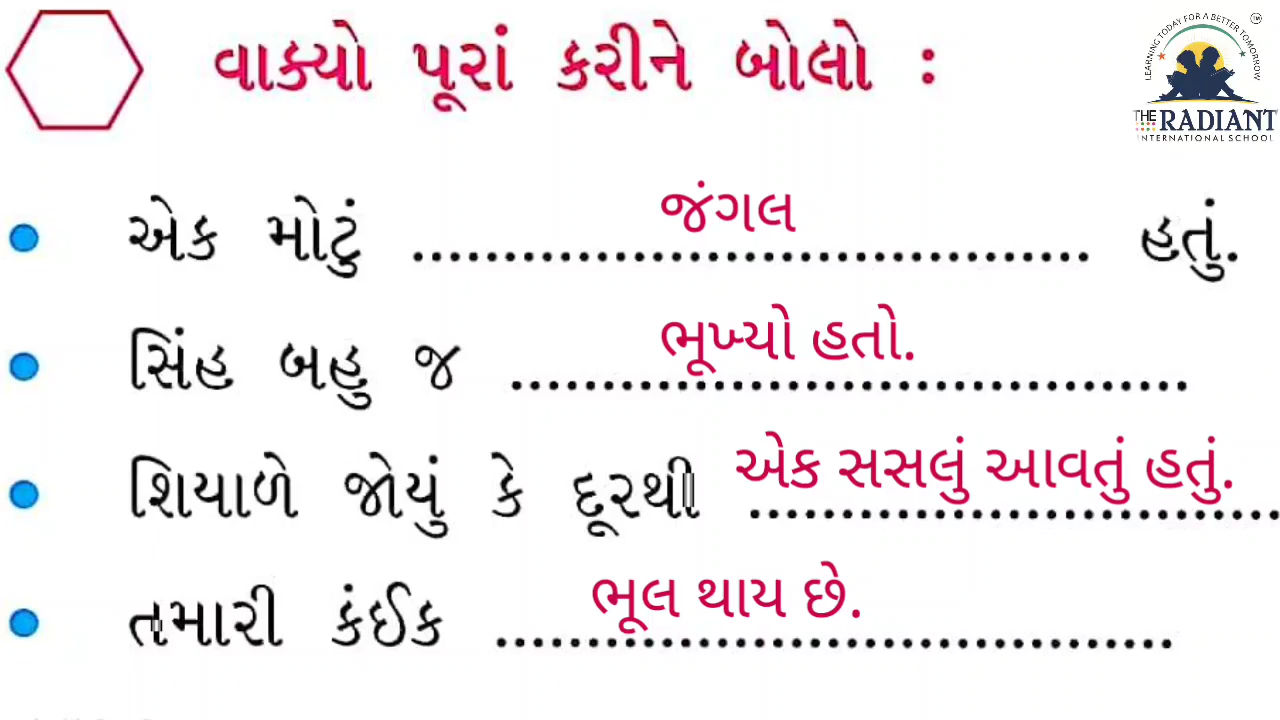 વાક્યો પૂરાં કરીને બોલો :
LEARNING TODAY FOR A BETTER TOMORROW
TM
THE RADIANT
INTERNATIONAL SCHOOL
એક મોટું ........................ જંગલ ........................ હતું.
સિંહ બહુ જ ભૂખ્યો હતો.
શિયાળે જોયું કે દૂરથી એક સસલું આવતું હતું.
તમારી કંઈક ભૂલ થાય છે.